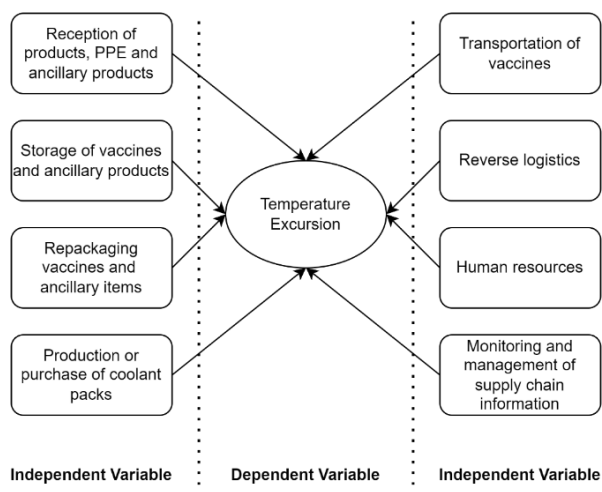 Reception of
products, PPE and
ancillary products
Storage of vaccines
and ancillary products
Repackaging
vaccines and
ancillary items
Production or
purchase of coolant
packs
Temperature
Excursion
Transportation of
vaccines
Reverse logistics
Human resources
Monitoring and
management of
supply chain
information
Independent Variable
Dependent Variable
Independent Variable